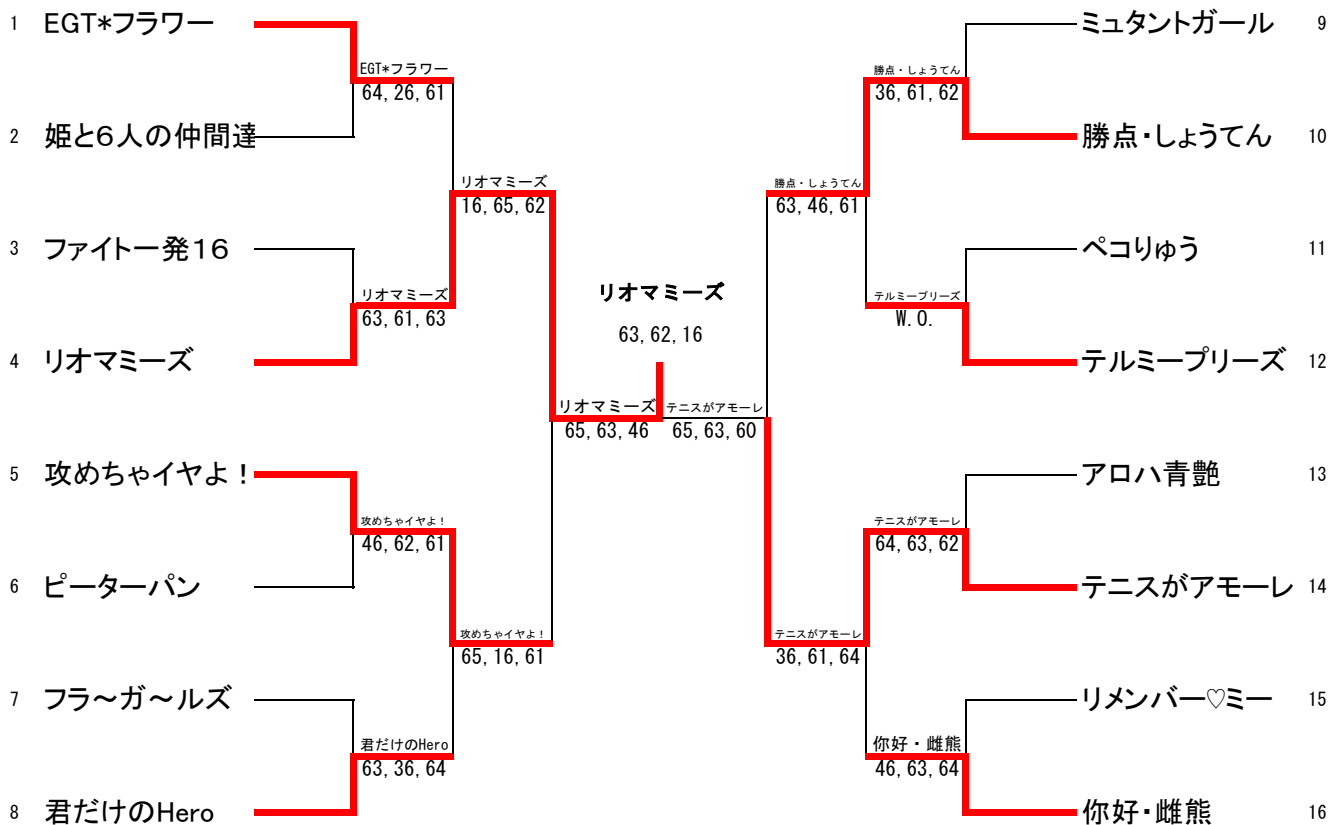 1 EGT*フラワー
EGT*フラワー
64, 26, 61
2 姫と6人の仲間達
リオマミーズ
16, 65, 62
3 ファイト一発16
リオマミーズ
63, 61, 63
4 リオマミーズ
リオマミーズ
65, 63, 46
5 攻めちゃイヤよ!
攻めちゃイヤよ!
46, 62, 61
6 ピーターパン
攻めちゃイヤよ!
65, 16, 61
7 フラ〜ガ〜ルズ
君だけのHero
63, 36, 64
8 君だけのHero
リオマミーズ
63, 62, 16
ミュタントガール 9
勝点・しょうてん
36, 61, 62
勝点・しょうてん 10
勝点・しょうてん
63, 46, 61
ペコりゅう 11
テルミープリーズ
W.O.
テルミープリーズ 12
テニスがアモーレ
65, 63, 60
アロハ青艶 13
テニスがアモーレ
64, 63, 62
テニスがアモーレ 14
テニスがアモーレ
36, 61, 64
リメンバー♡ミー 15
你好・雌熊
46, 63, 64
你好・雌熊 16